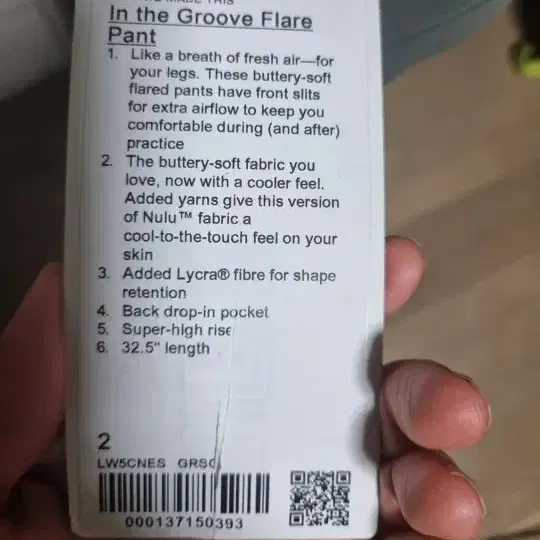 MADE THIS
In the Groove Flare
Pant
1. Like a breath of fresh air—for
your legs. These buttery-soft
flared pants have front slits
for extra airflow to keep you
comfortable during (and after)
practice
2. The buttery-soft fabric you
love, now with a cooler feel.
Added yarns give this version
of Nulu™ fabric a
cool-to-the-touch feel on your
skin
3. Added Lycra® fibre for shape
retention
4. Back drop-in pocket
5. Super-high rise
6. 32.5" length
2
LW5CNES
000137150393